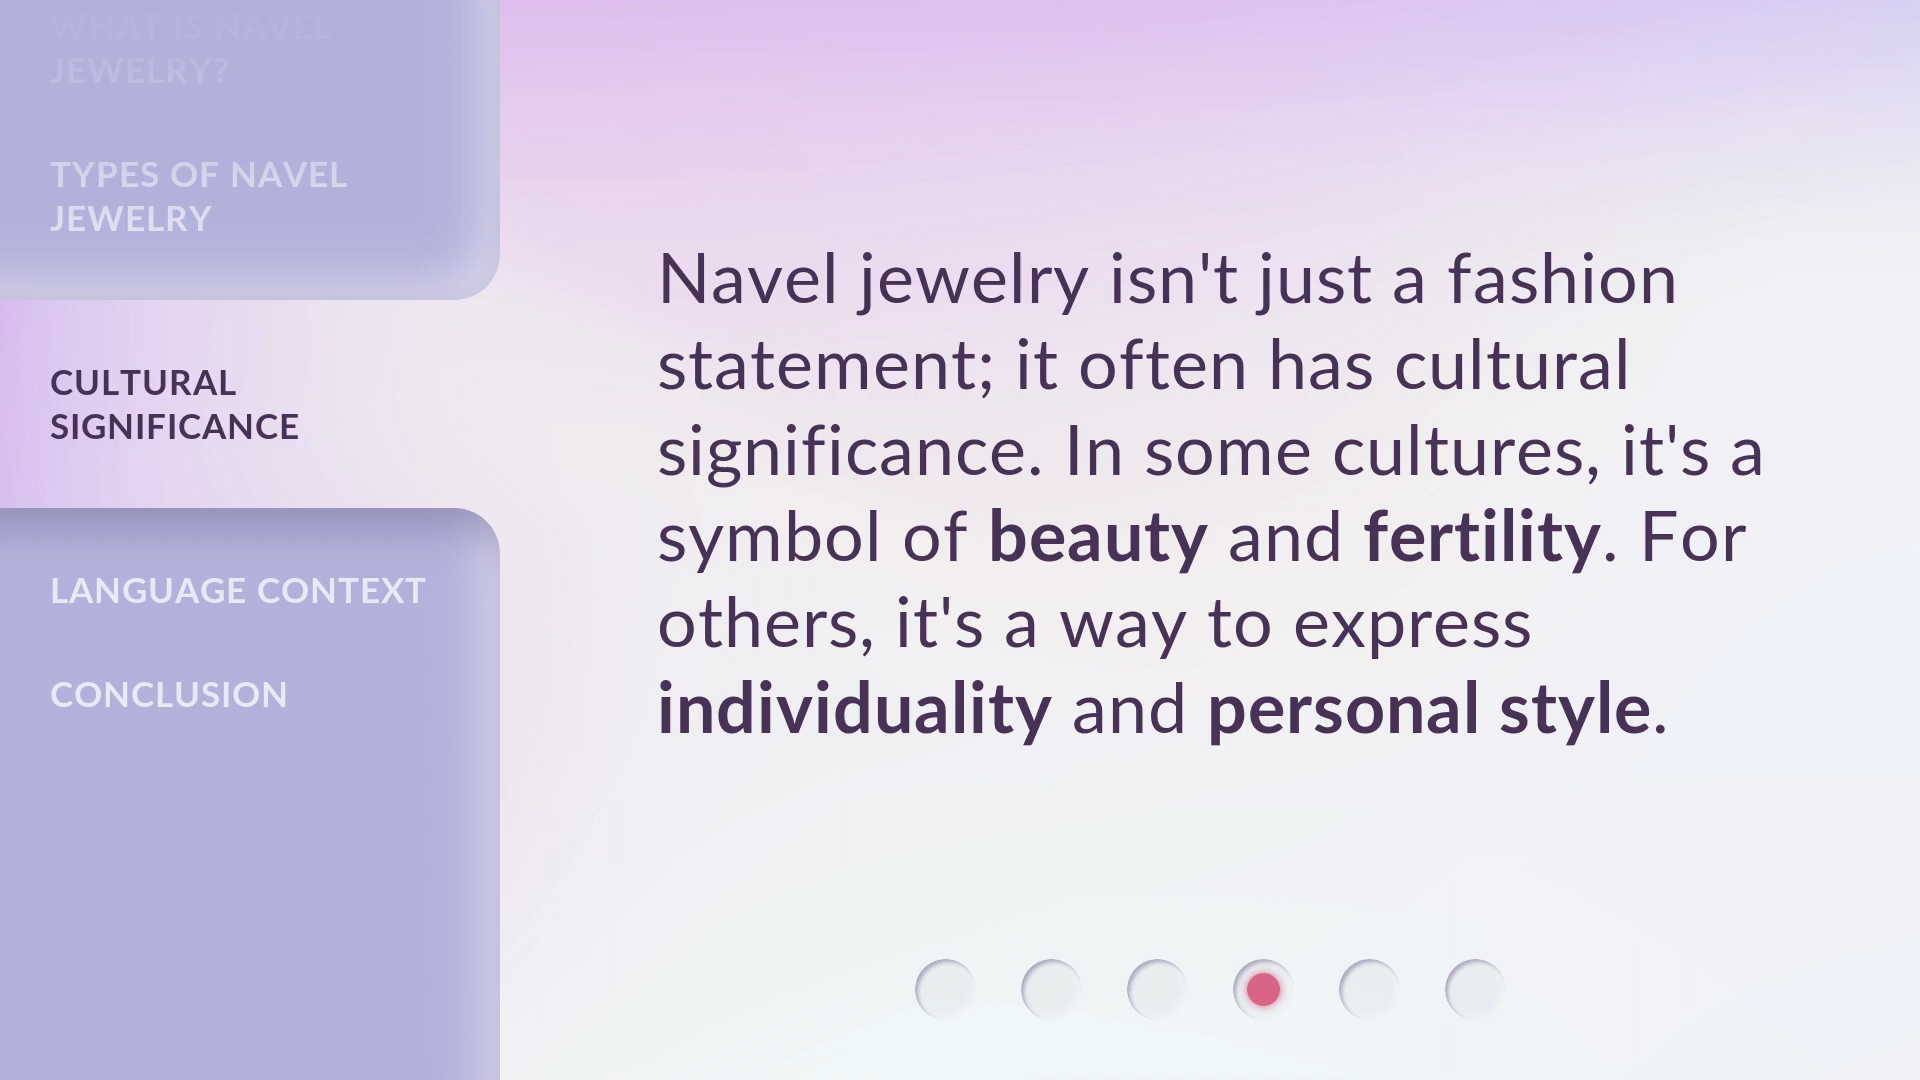 WHAT IS NAVEL
JEWELRY?
TYPES OF NAVEL
JEWELRY
CULTURAL
SIGNIFICANCE
LANGUAGE CONTEXT
CONCLUSION
Navel jewelry isn't just a fashion
statement; it often has cultural
significance. In some cultures, it's a
symbol of beauty and fertility. For
others, it's a way to express
individuality and personal style.